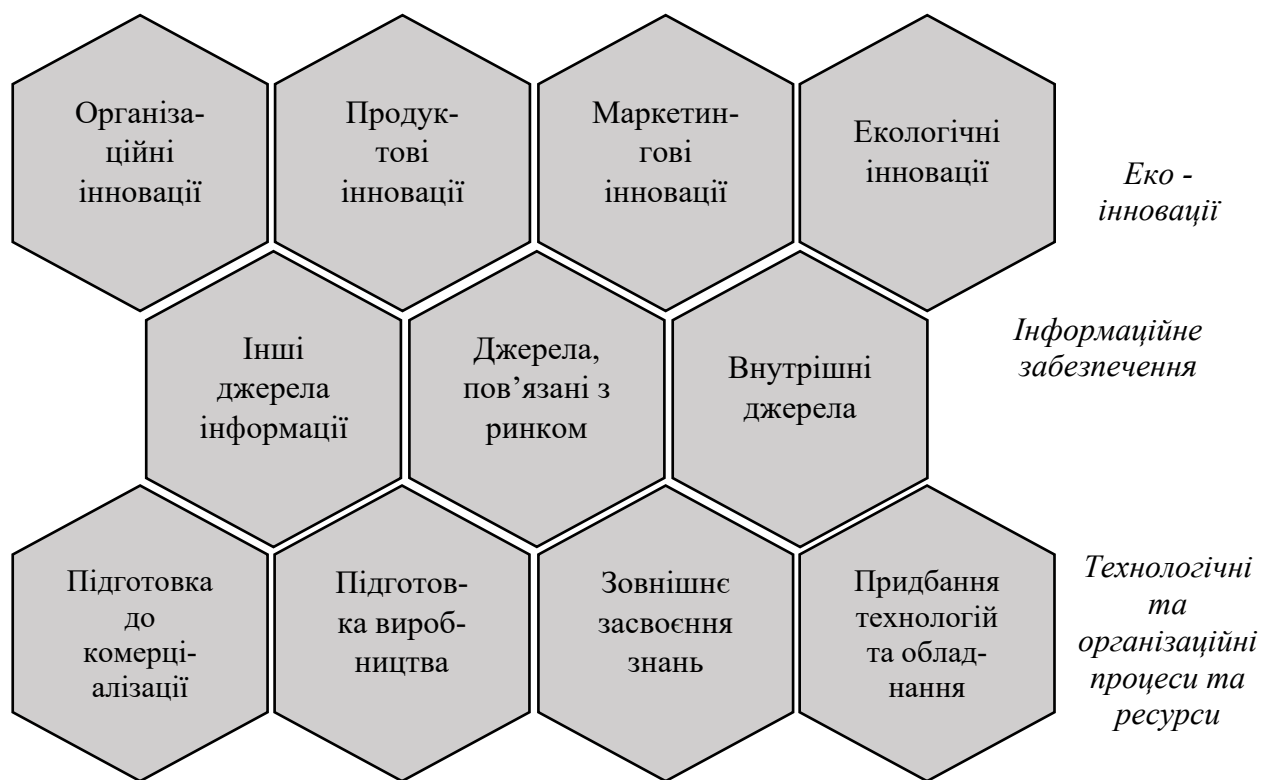 Організа-
ційні
інновації
Продук-
тові
інновації
Маркетин-
гові
інновації
Екологічні
інновації
Еко -
інновації
Інші
джерела
інформації
Джерела,
пов’язані з
ринком
Внутрішні
джерела
Інформаційне
забезпечення
Підготовка
до
комерці-
алізації
Підготов-
ка вироб-
ництва
Зовнішнє
засвоєння
знань
Придбання
технологій
та облад-
нання
Технологічні
та
організаційні
процеси та
ресурси